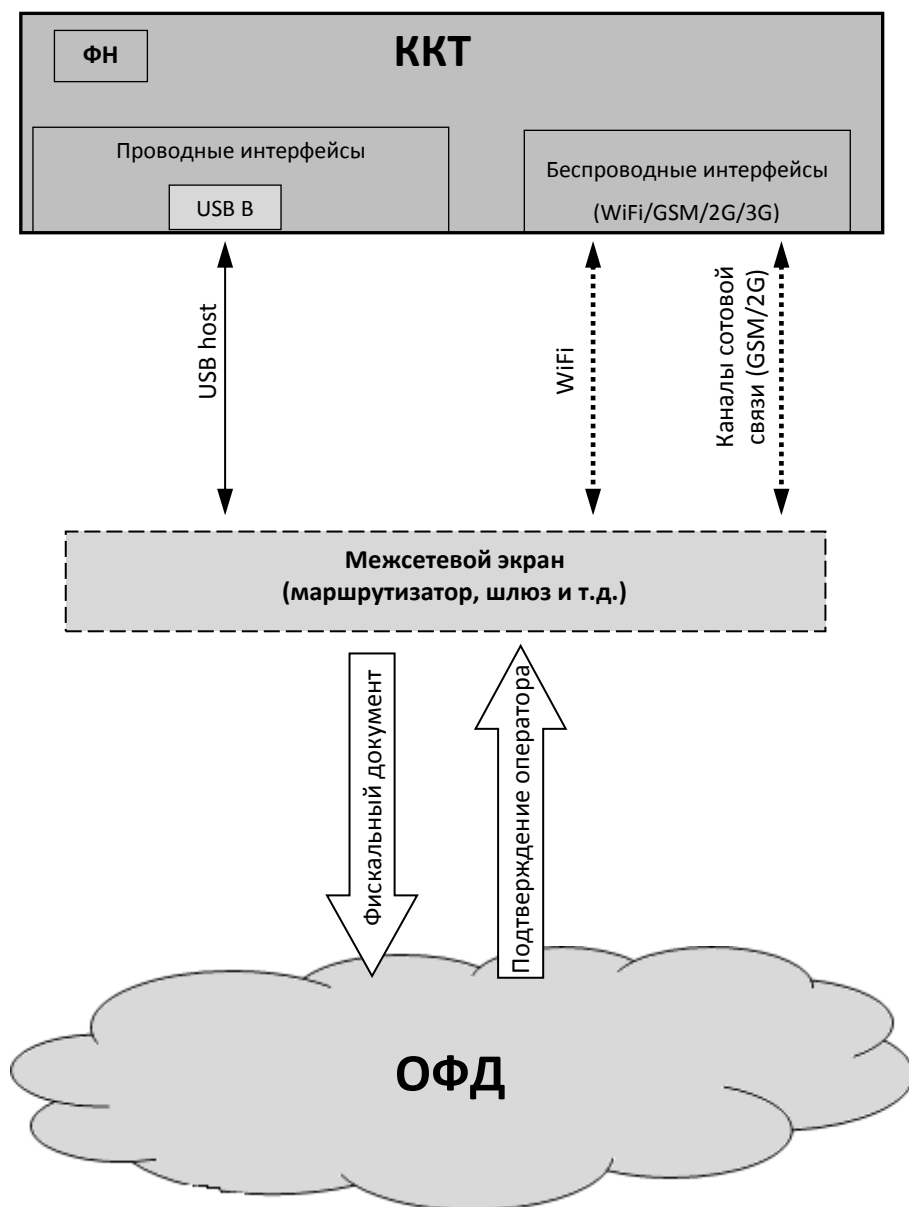 ФН
ККТ
Проводные интерфейсы
USB B
Беспроводные интерфейсы
(WiFi/GSM/2G/3G)
USB host
WiFi
Каналы сотовой
связи (GSM/2G)
Межсетевой экран
(маршрутизатор, шлюз и т.д.)
Фискальный документ
Подтверждение оператора
ОФД